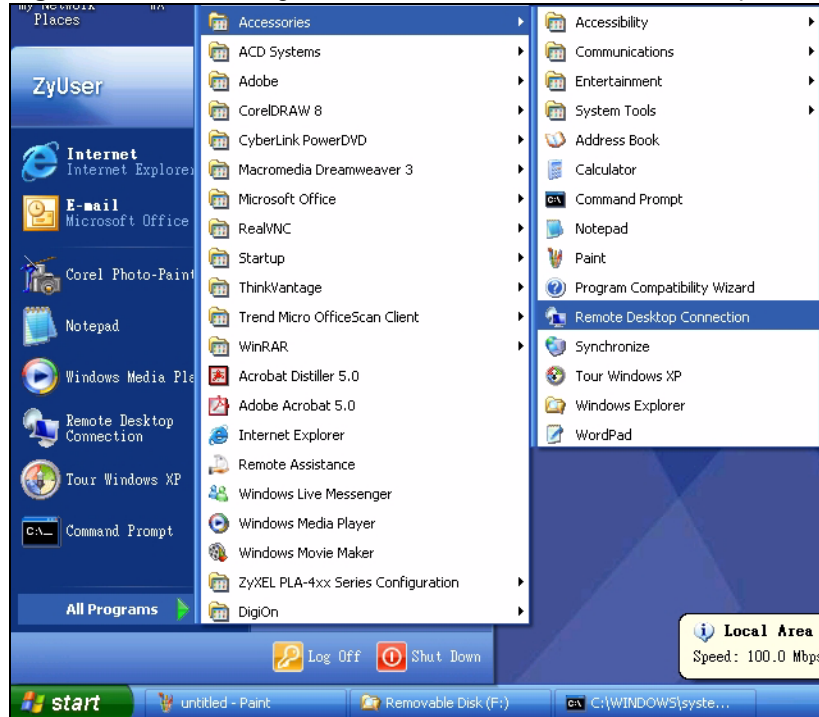 Places
ZyUser
Internet
Internet Explorer
E-mail
Microsoft Office
Corel Photo-Paint
Notepad
Windows Media Pla
Remote Desktop
Connection
Tour Windows XP
Command Prompt
All Programs
Accessories
ACD Systems
Adobe
CorelDRAW 8
CyberLink PowerDVD
Macromedia Dreamweaver 3
Microsoft Office
RealVNC
Startup
ThinkVantage
Trend Micro OfficeScan Client
WinRAR
Acrobat Distiller 5.0
Adobe Acrobat 5.0
Internet Explorer
Remote Assistance
Windows Live Messenger
Windows Media Player
Windows Movie Maker
ZyXEL PLA-4xx Series Configuration
DigiOn
Accessibility
Communications
Entertainment
System Tools
Address Book
Calculator
Command Prompt
Notepad
Paint
Program Compatibility Wizard
Remote Desktop Connection
Synchronize
Tour Windows XP
Windows Explorer
WordPad
Log Off
Shut Down
Local Area
Speed: 100.0 Mbps
start
untitled - Paint
Removable Disk (F:)
C:\WINDOWS\syste...